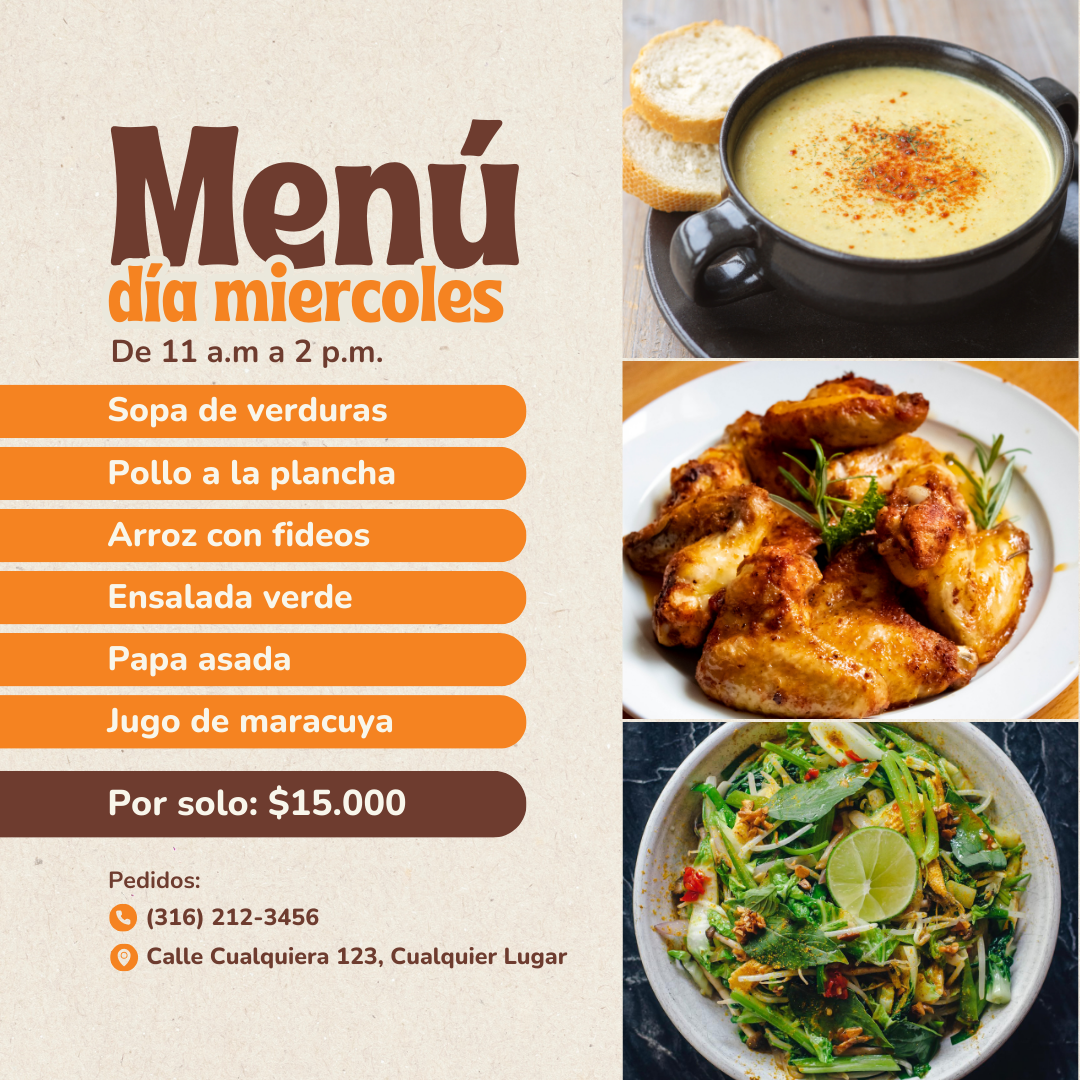 Menú
día miercoles
De 11 a.m a 2 p.m.
Sopa de verduras
Pollo a la plancha
Arroz con fideos
Ensalada verde
Papa asada
Jugo de maracuya
Por solo: $15.000
Pedidos:
(316) 212-3456
Calle Cualquiera 123, Cualquier Lugar